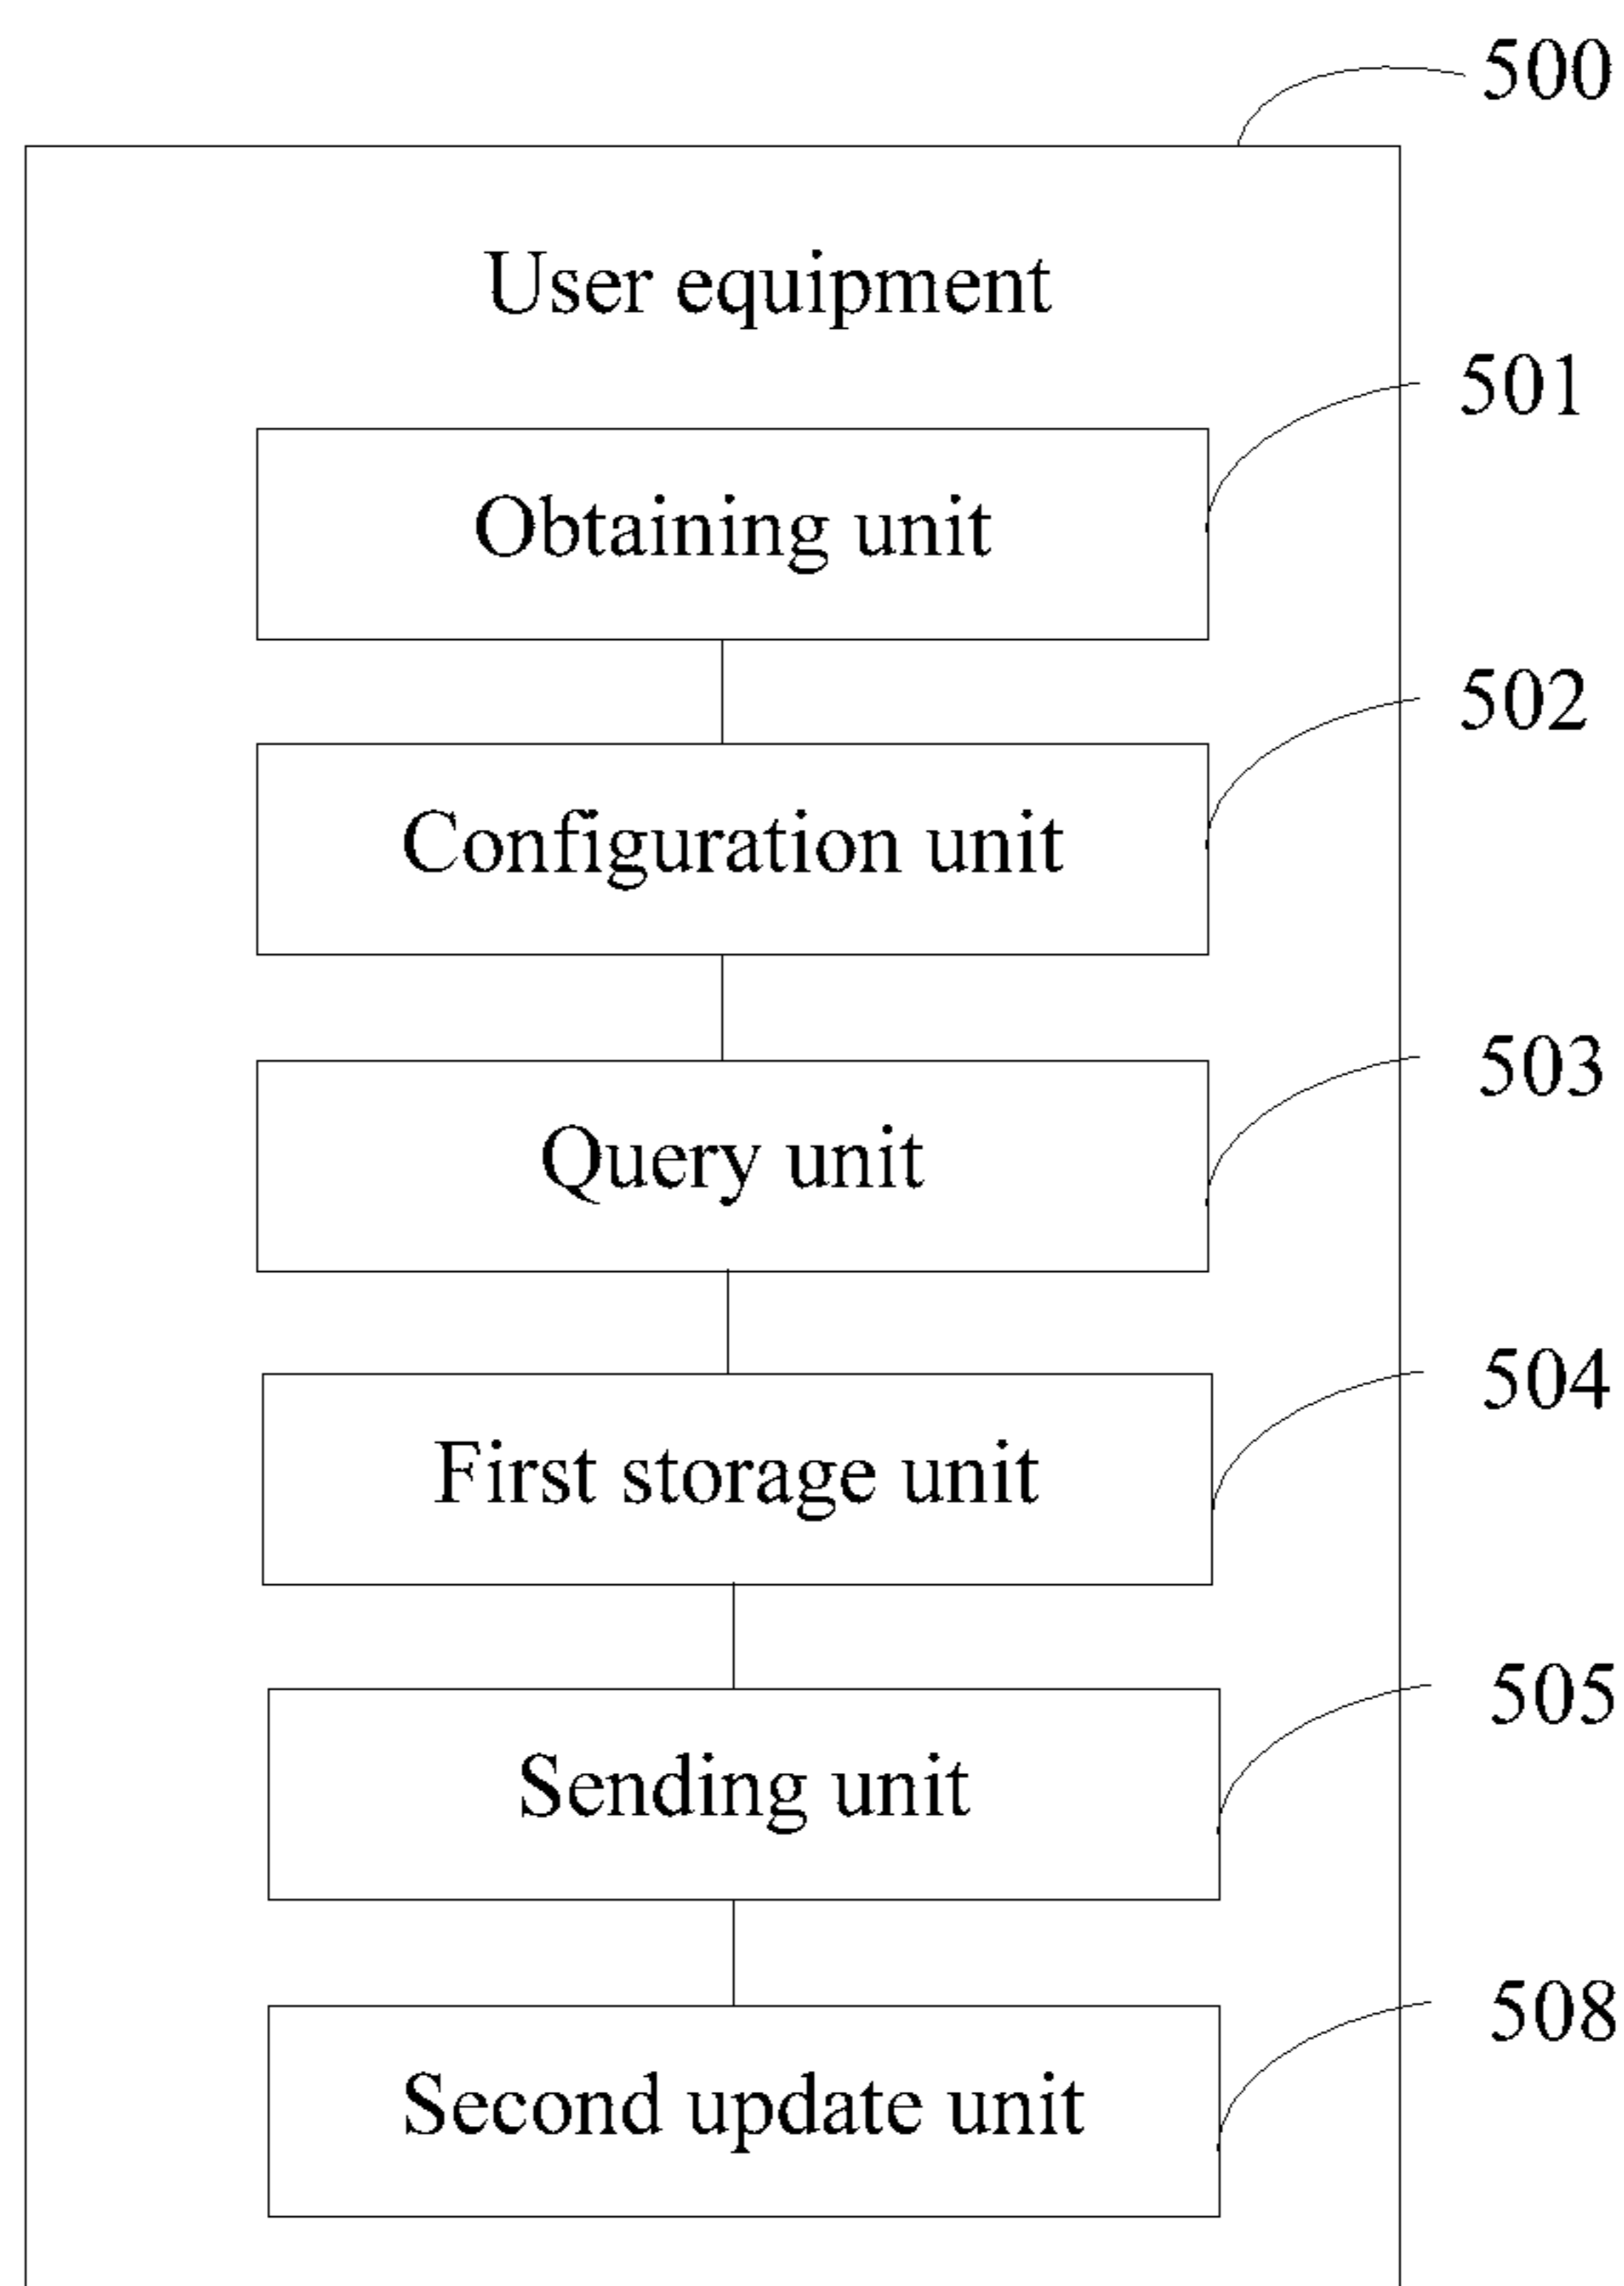 500
User equipment
501
Obtaining unit
502
Configuration unit
503
Query unit
504
First storage unit
505
Sending unit
508
Second update unit